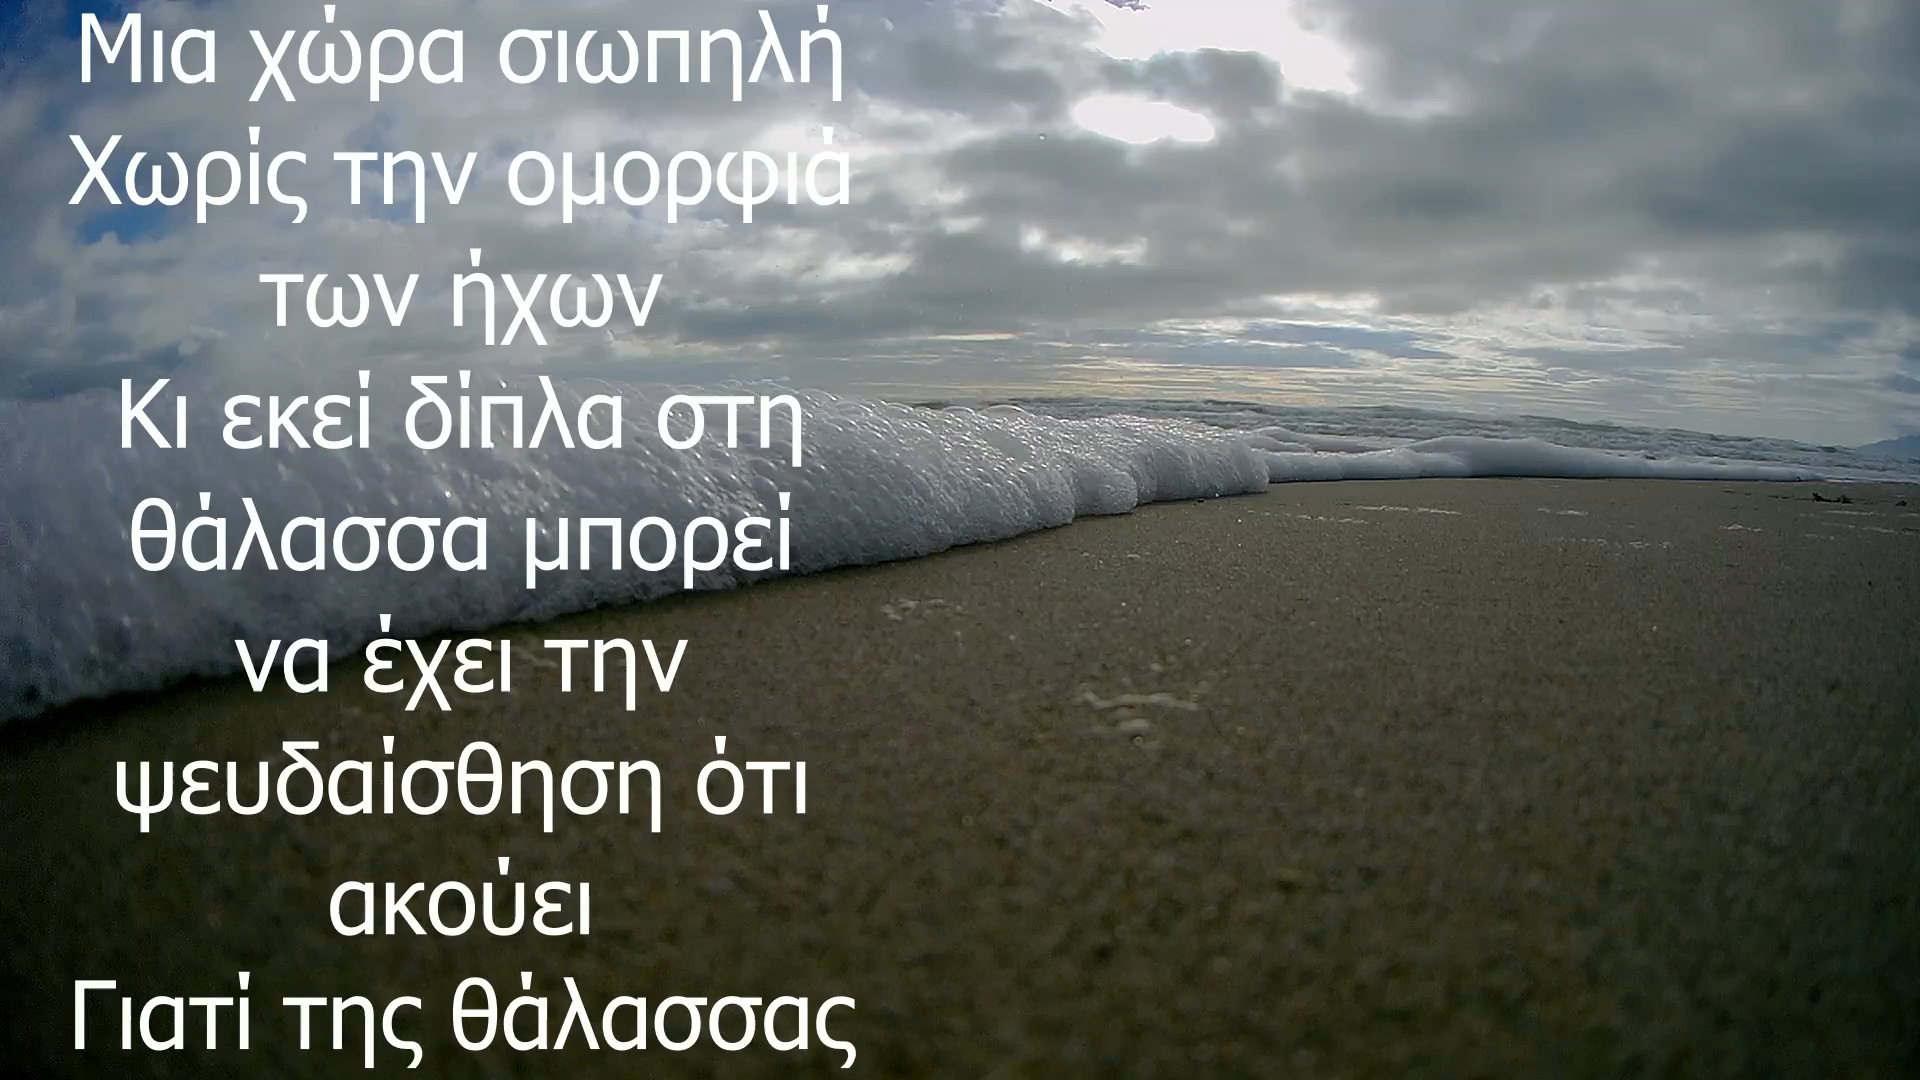 Μια χώρα σιωπηλή
Χωρίς την ομορφιά
των ήχων
Κι εκεί δίπλα στη
θάλασσα μπορεί
να έχει την
ψευδαίσθηση ότι
ακούει
Γιατί της θάλασσας